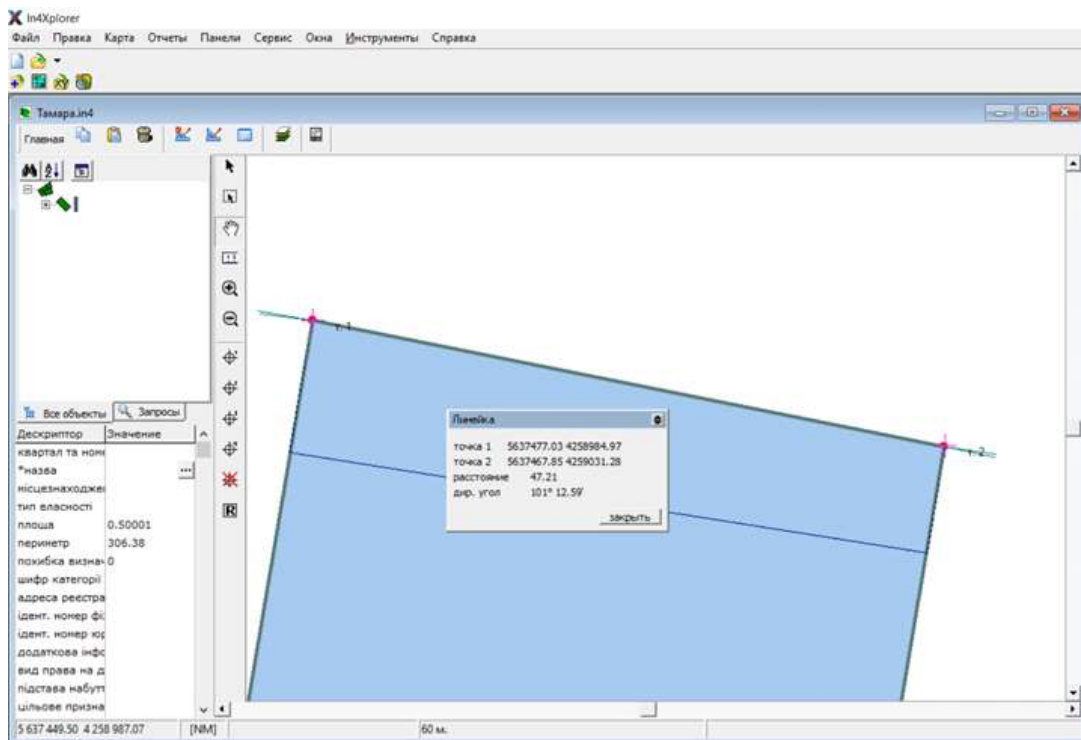 In4Xplorer
Файл Правка Карта Отчеты Панели Сервис Окна Инструменты Справка
Тамара.in4
Главная
т.1
т.2
Линейка
точка 1 5637477.03 4258984.97
точка 2 5637467.85 4259031.28
расстояние 47.21
дир. угол 101° 12.59'
закрыть
Все объекты Запросы
Дескриптор Значение
квартал та ном
*назва ...
місцезнаходже
тип власності
площа 0.50001
периметр 306.38
похибка визнач 0
шифр категорії
адреса реєстра
ідент. номер фі
ідент. номер юр
додаткова інфо
вид права на д
підстава набутт
цільове призна
5 637 449.50 4 258 987.07 [NM] 60 м.